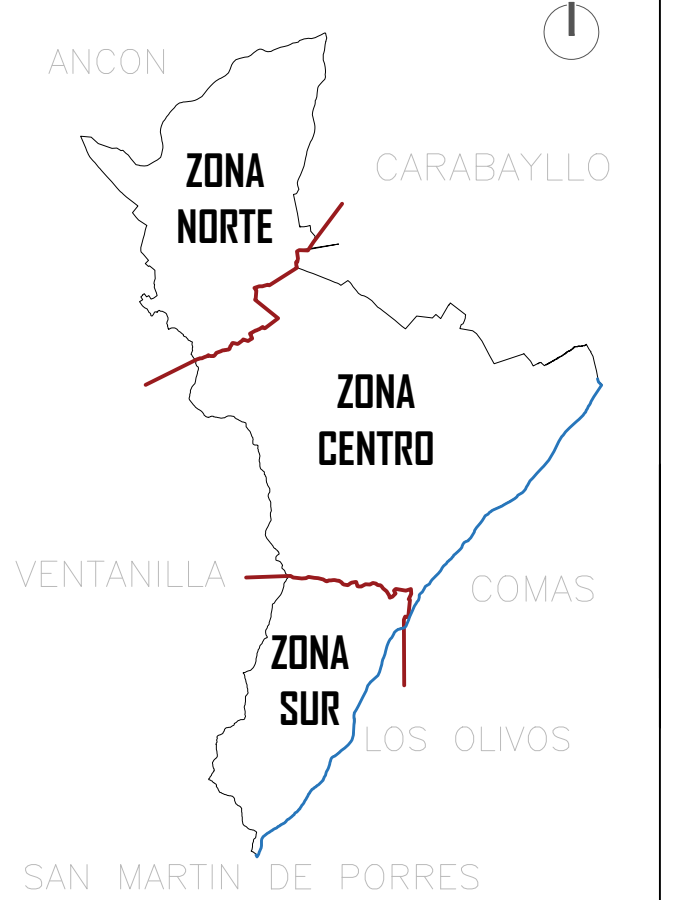 ANCON
CARABAYLLO
ZONA
NORTE
ZONA
CENTRO
VENTANILLA
COMAS
ZONA
SUR
LOS OLIVOS
SAN MARTIN DE PORRES